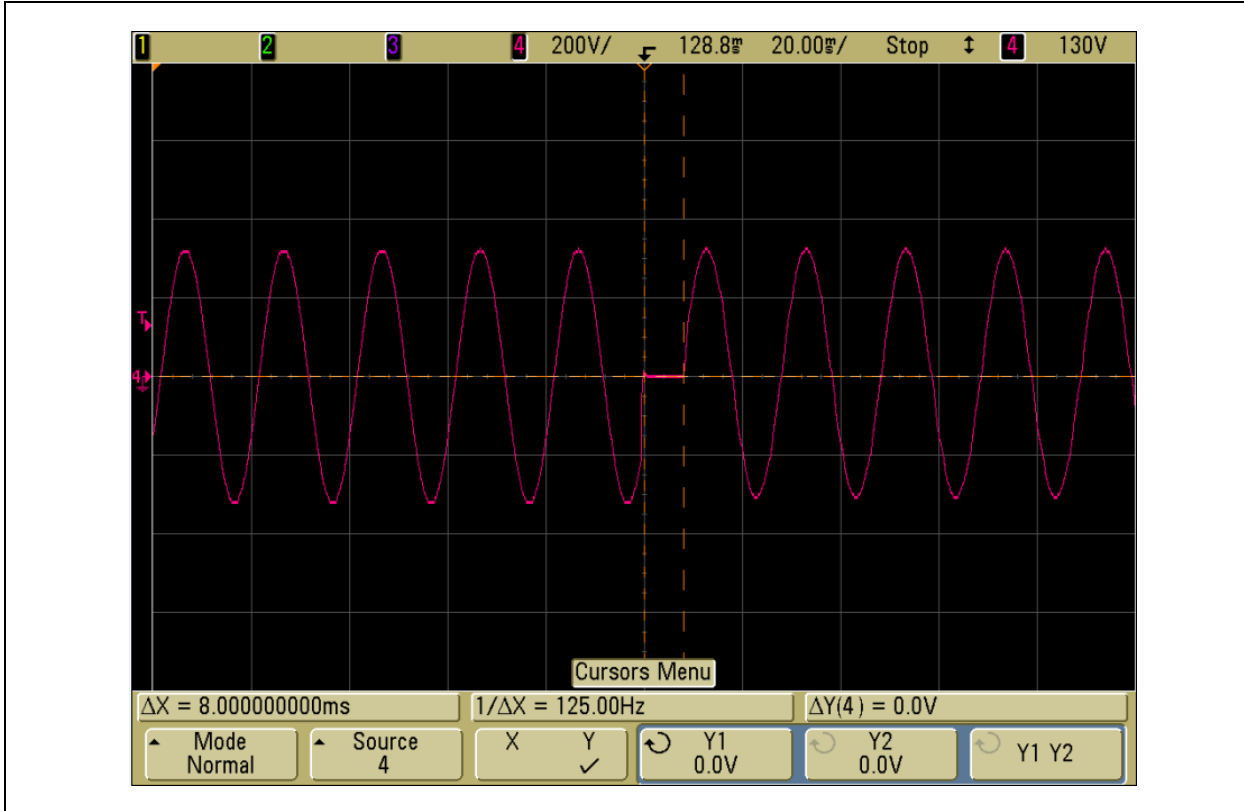 1 2 3 4 200V/ 128.8ms 20.00ms/ Stop ↕ 4 130V
T
4
Cursors Menu
ΔX = 8.000000000ms 1/ΔX = 125.00Hz ΔY(4) = 0.0V
Mode Source X Y Y1 Y2 Y1 Y2
Normal 4 ✓ 0.0V 0.0V